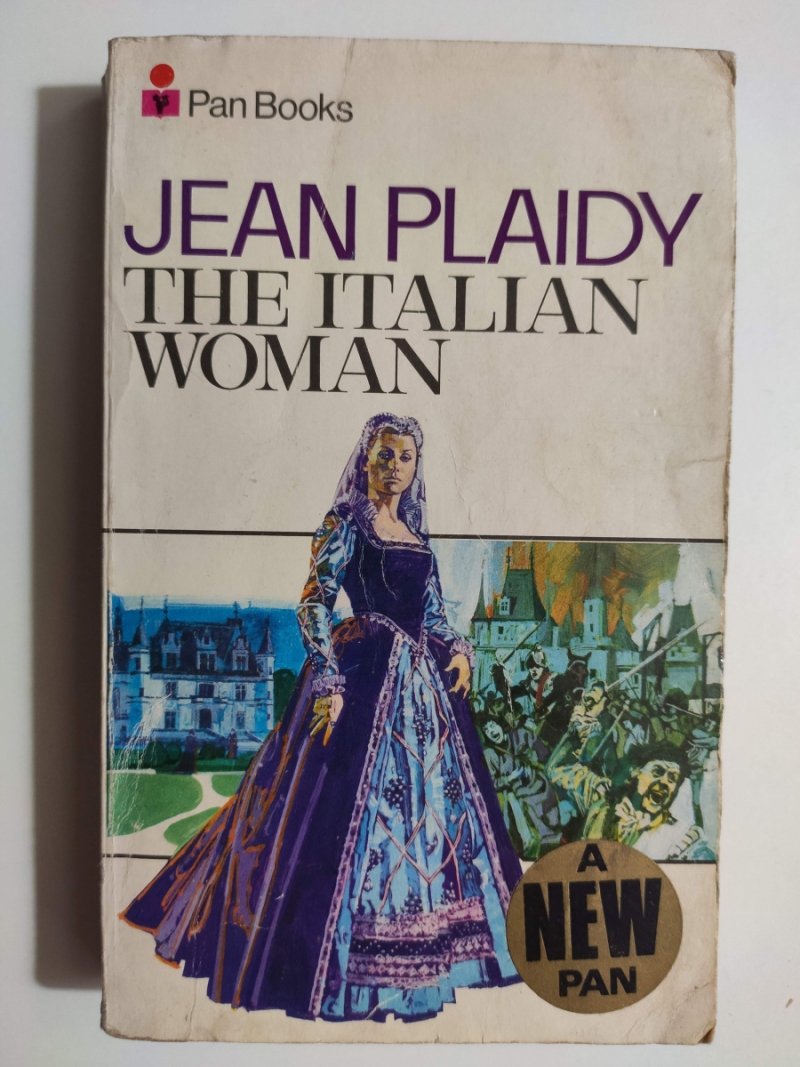 Pan Books
JEAN PLAIDY
THE ITALIAN
WOMAN
A
NEW
PAN